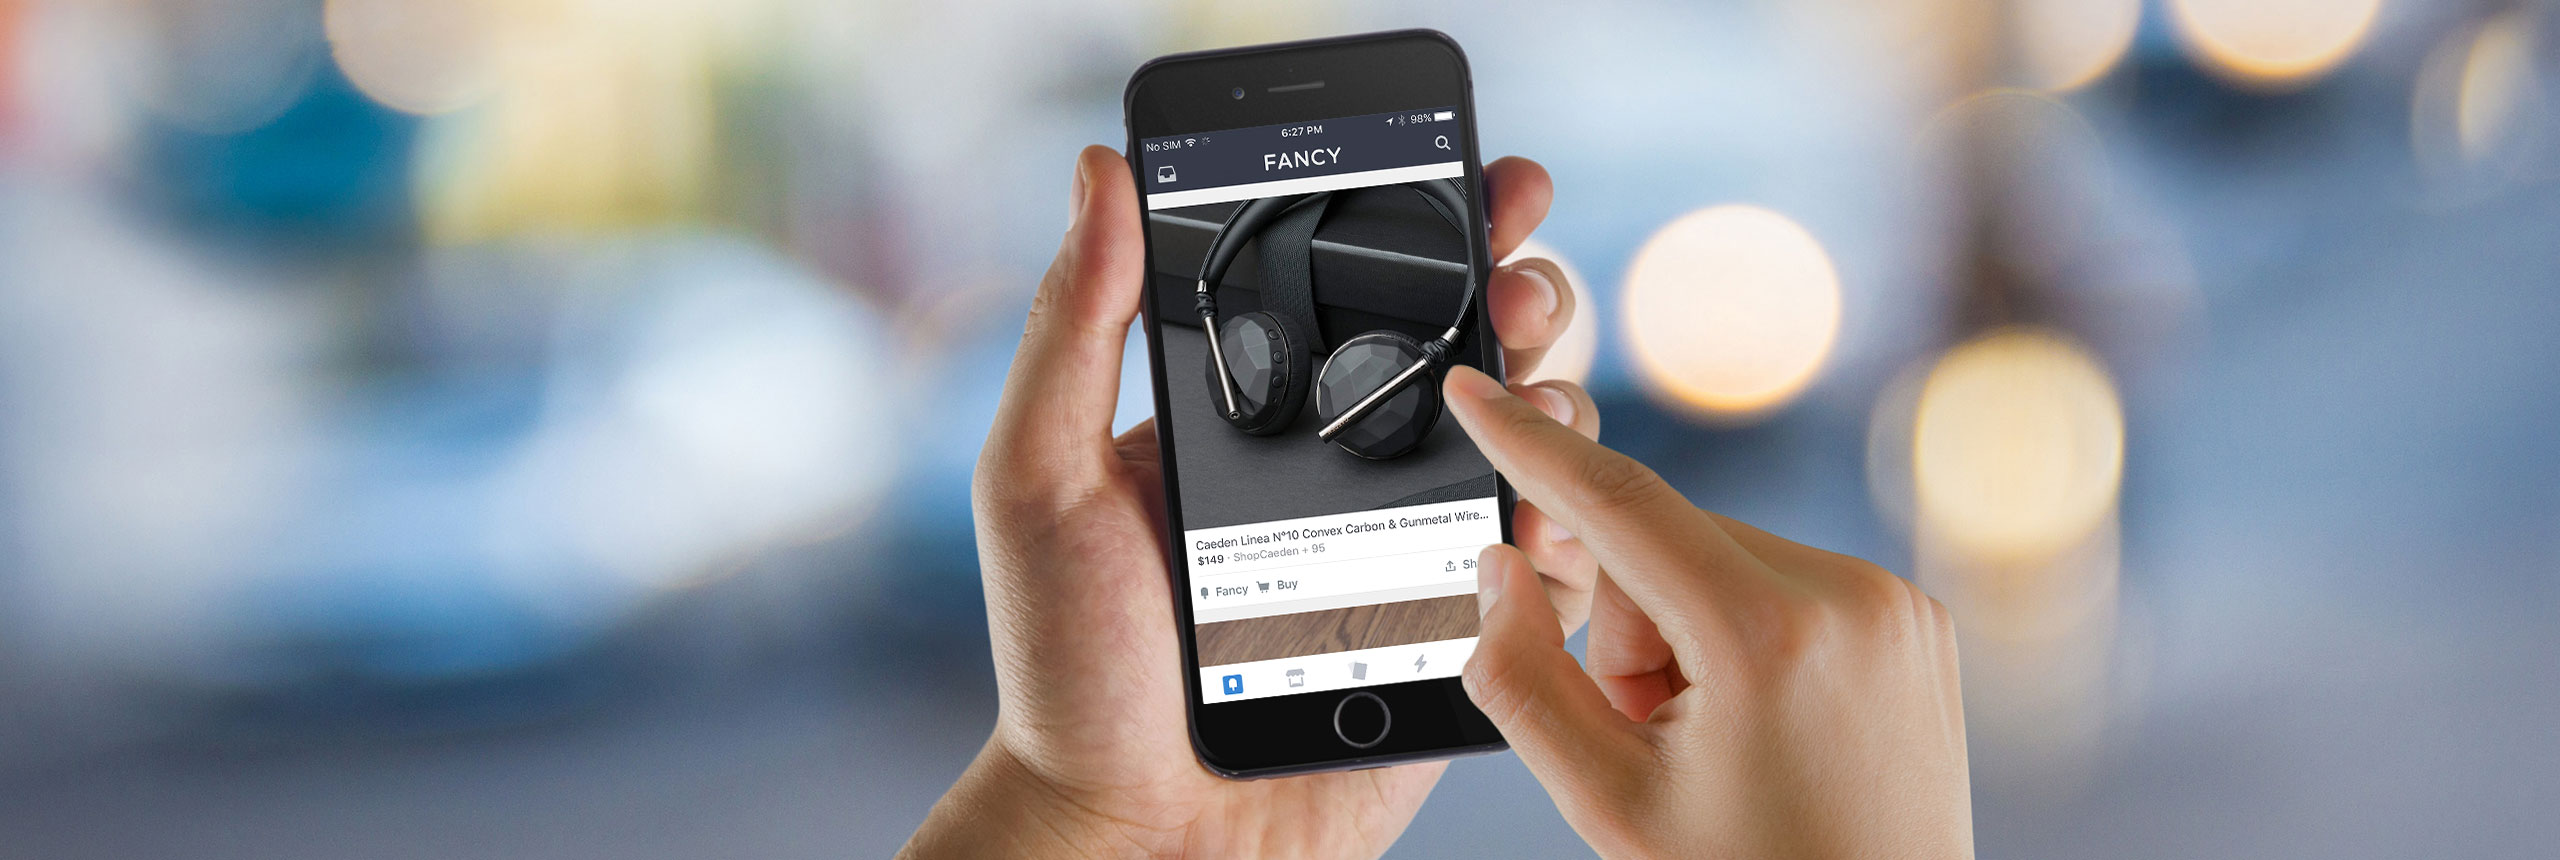 No SIM 6:27 PM 98%
FANCY
Caeden Linea N°10 Convex Carbon & Gunmetal Wire...
$149 · ShopCaeden + 95
Fancy Buy